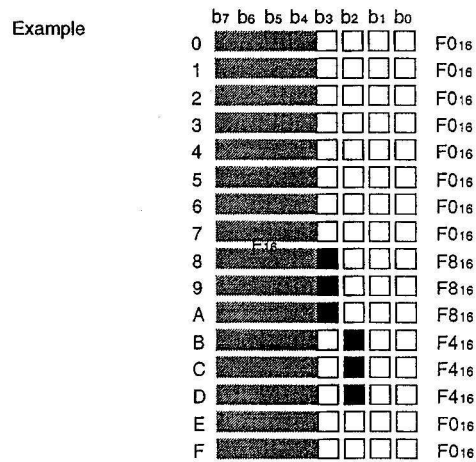 Example
b7 b6 b5 b4 b3 b2 b1 b0
0 F016
1 F016
2 F016
3 F016
4 F016
5 F016
6 F016
7 F016
F16
8 F816
9 F816
A F816
B F416
C F416
D F416
E F016
F F016